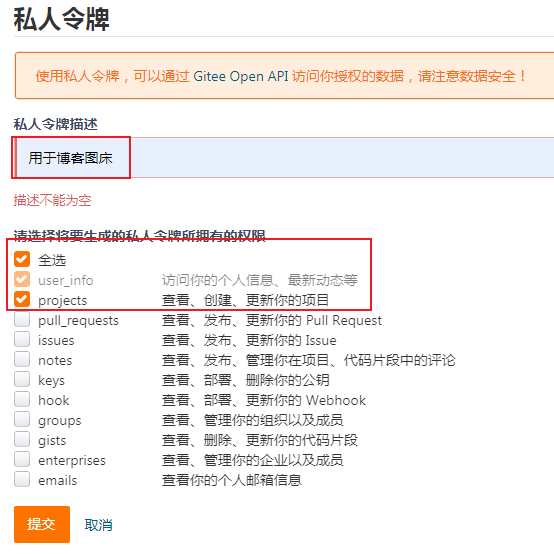 私人令牌
使用私人令牌，可以通过 Gitee Open API 访问你授权的数据，请注意数据安全！
私人令牌描述
用于博客图床
描述不能为空
请选择将要生成的私人令牌所拥有的权限
全选
user_info 访问你的个人信息、最新动态等
projects 查看、创建、更新你的项目
pull_requests 查看、发布、更新你的 Pull Request
issues 查看、发布、更新你的 Issue
notes 查看、发布、管理你在项目、代码片段中的评论
keys 查看、部署、删除你的公钥
hook 查看、部署、更新你的 Webhook
groups 查看、管理你的组织以及成员
gists 查看、删除、更新你的代码片段
enterprises 查看、管理你的企业以及成员
emails 查看你的个人邮箱信息
提交 取消